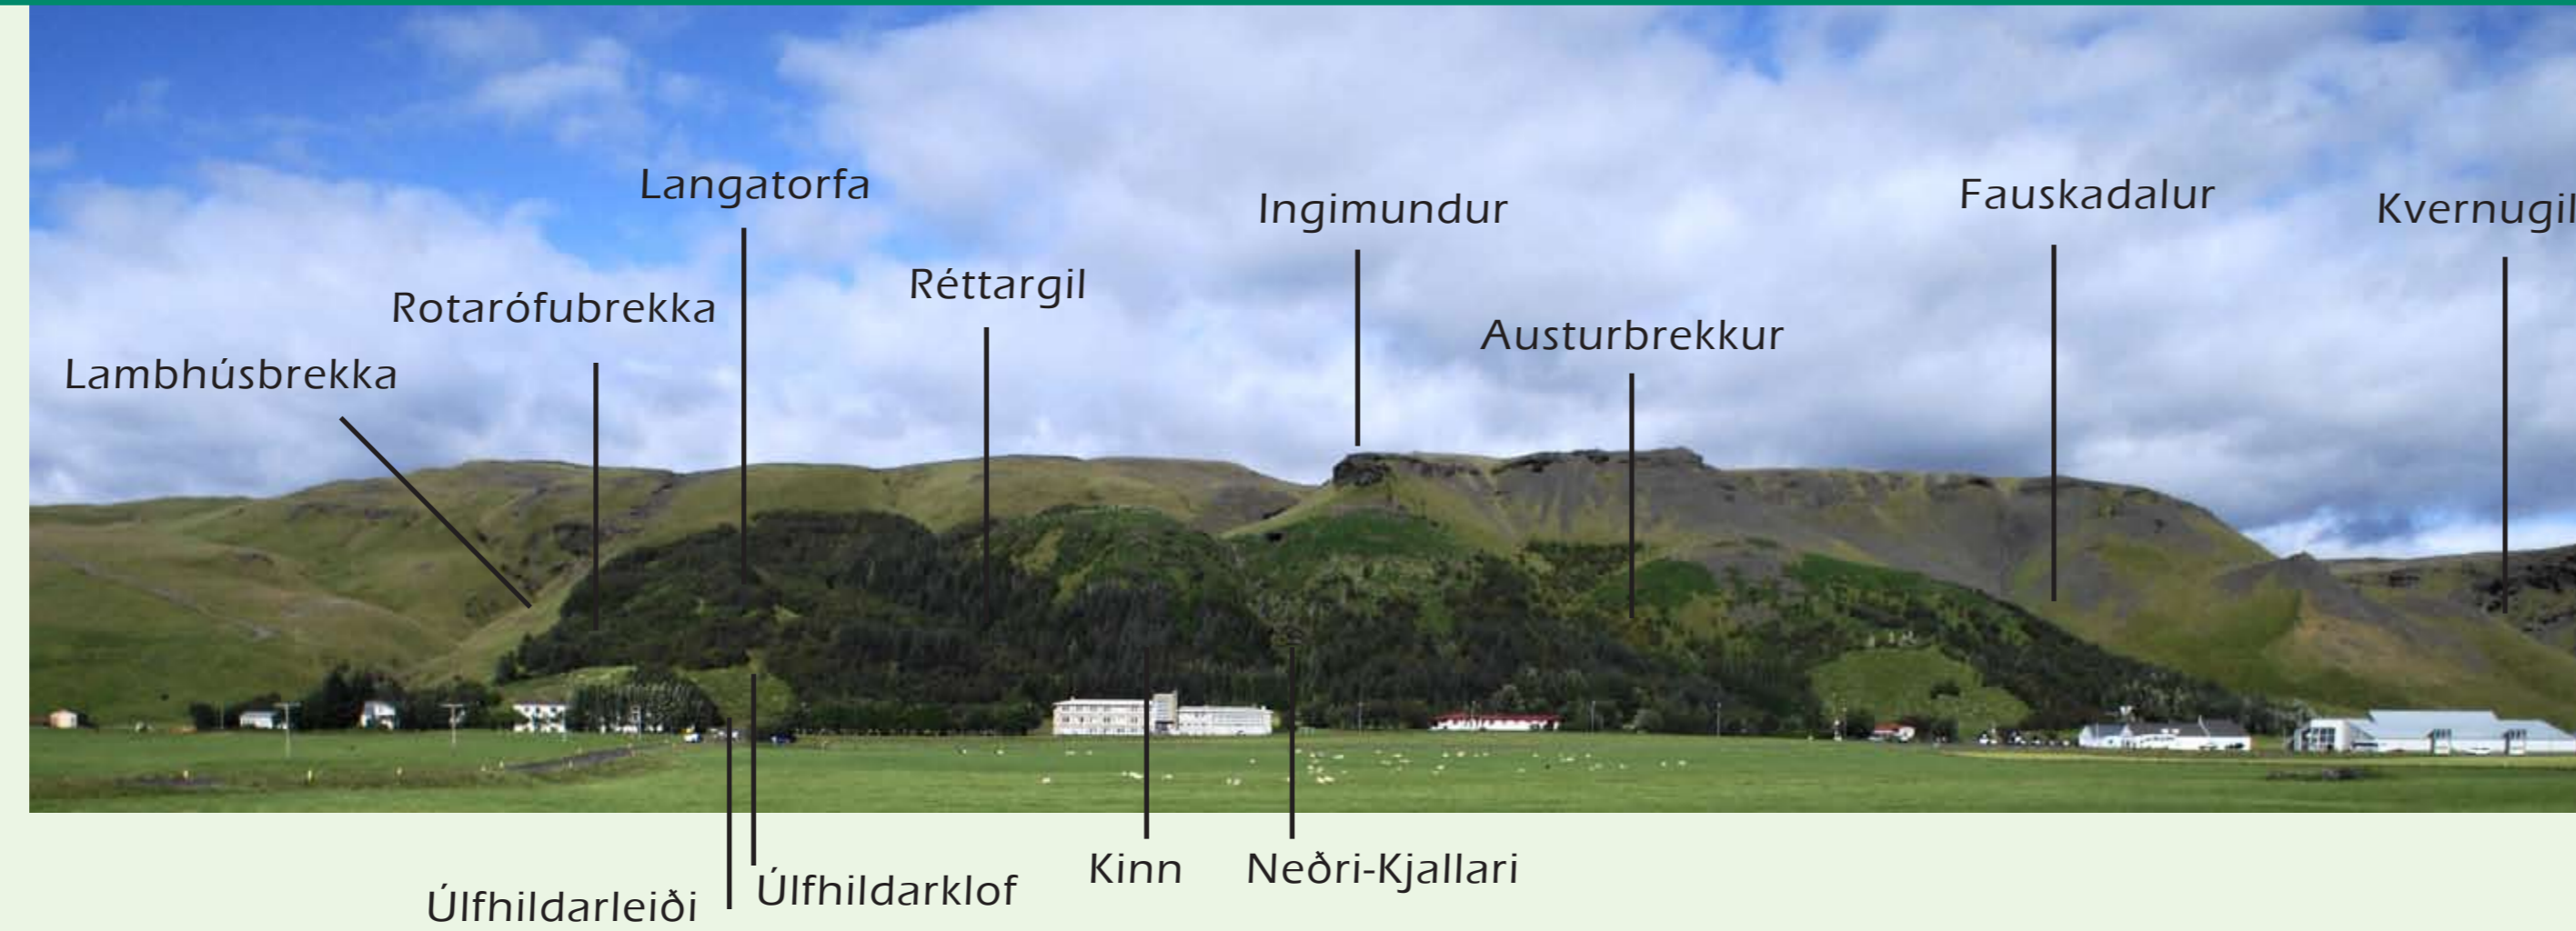 Langatorfa
Ingimundur
Fauskadalur
Kvernugil
Réttargil
Rotarófubrekka
Austurbrekkur
Lambhúsbrekka
Kinn
Neðri-Kjallari
Úlfhildarklof
Úlfhildarleiði